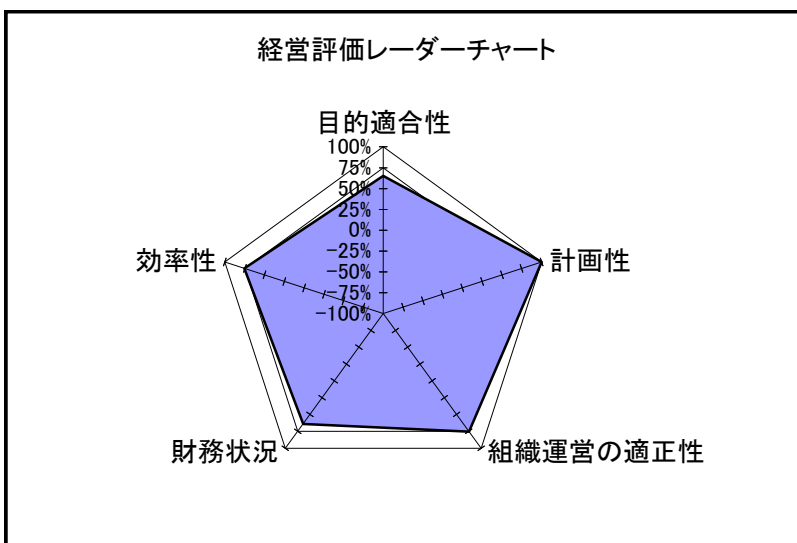 経営評価レーダーチャート
目的適合性
100%
75%
50%
25%
0%
-25%
-50%
-75%
-100%
効率性
計画性
財務状況
組織運営の適正性